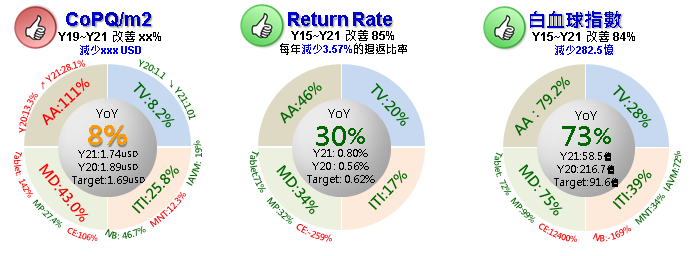 CoPQ/m2
Y19~Y21 改善 xx%
減少xxx USD
Y20:13.3% ↗ Y21:28.1%
Y20:1.1 ↘ Y21:1.01
AA:111%
TV:8.2%
YoY
8%
Y21:1.74USD
Y20:1.89USD
Target:1.69USD
MD:43.0%
ITI:25.8%
Tablet: 142%
MP:27.4%
CE:106%
NB: 46.7%
MNT:12.3%
IAVM: 19%
Return Rate
Y15~Y21 改善 85%
每年減少3.57%的迴返比率
AA:46%
TV:20%
YoY
30%
Y21: 0.80%
Y20: 0.56%
Target: 0.62%
MD:34%
ITI:17%
Tablet:71%
MP:32%
CE:-259%
白血球指數
Y15~Y21 改善 84%
減少282.5億
AA：79.2%
TV:28%
YoY
73%
Y21:58.5億
Y20:216.7億
Target:91.6億
MD: 75%
ITI:39%
Tablet: 72%
MP:99%
CE:12400%
NB:-169%
MNT:34%
IAVM:72%